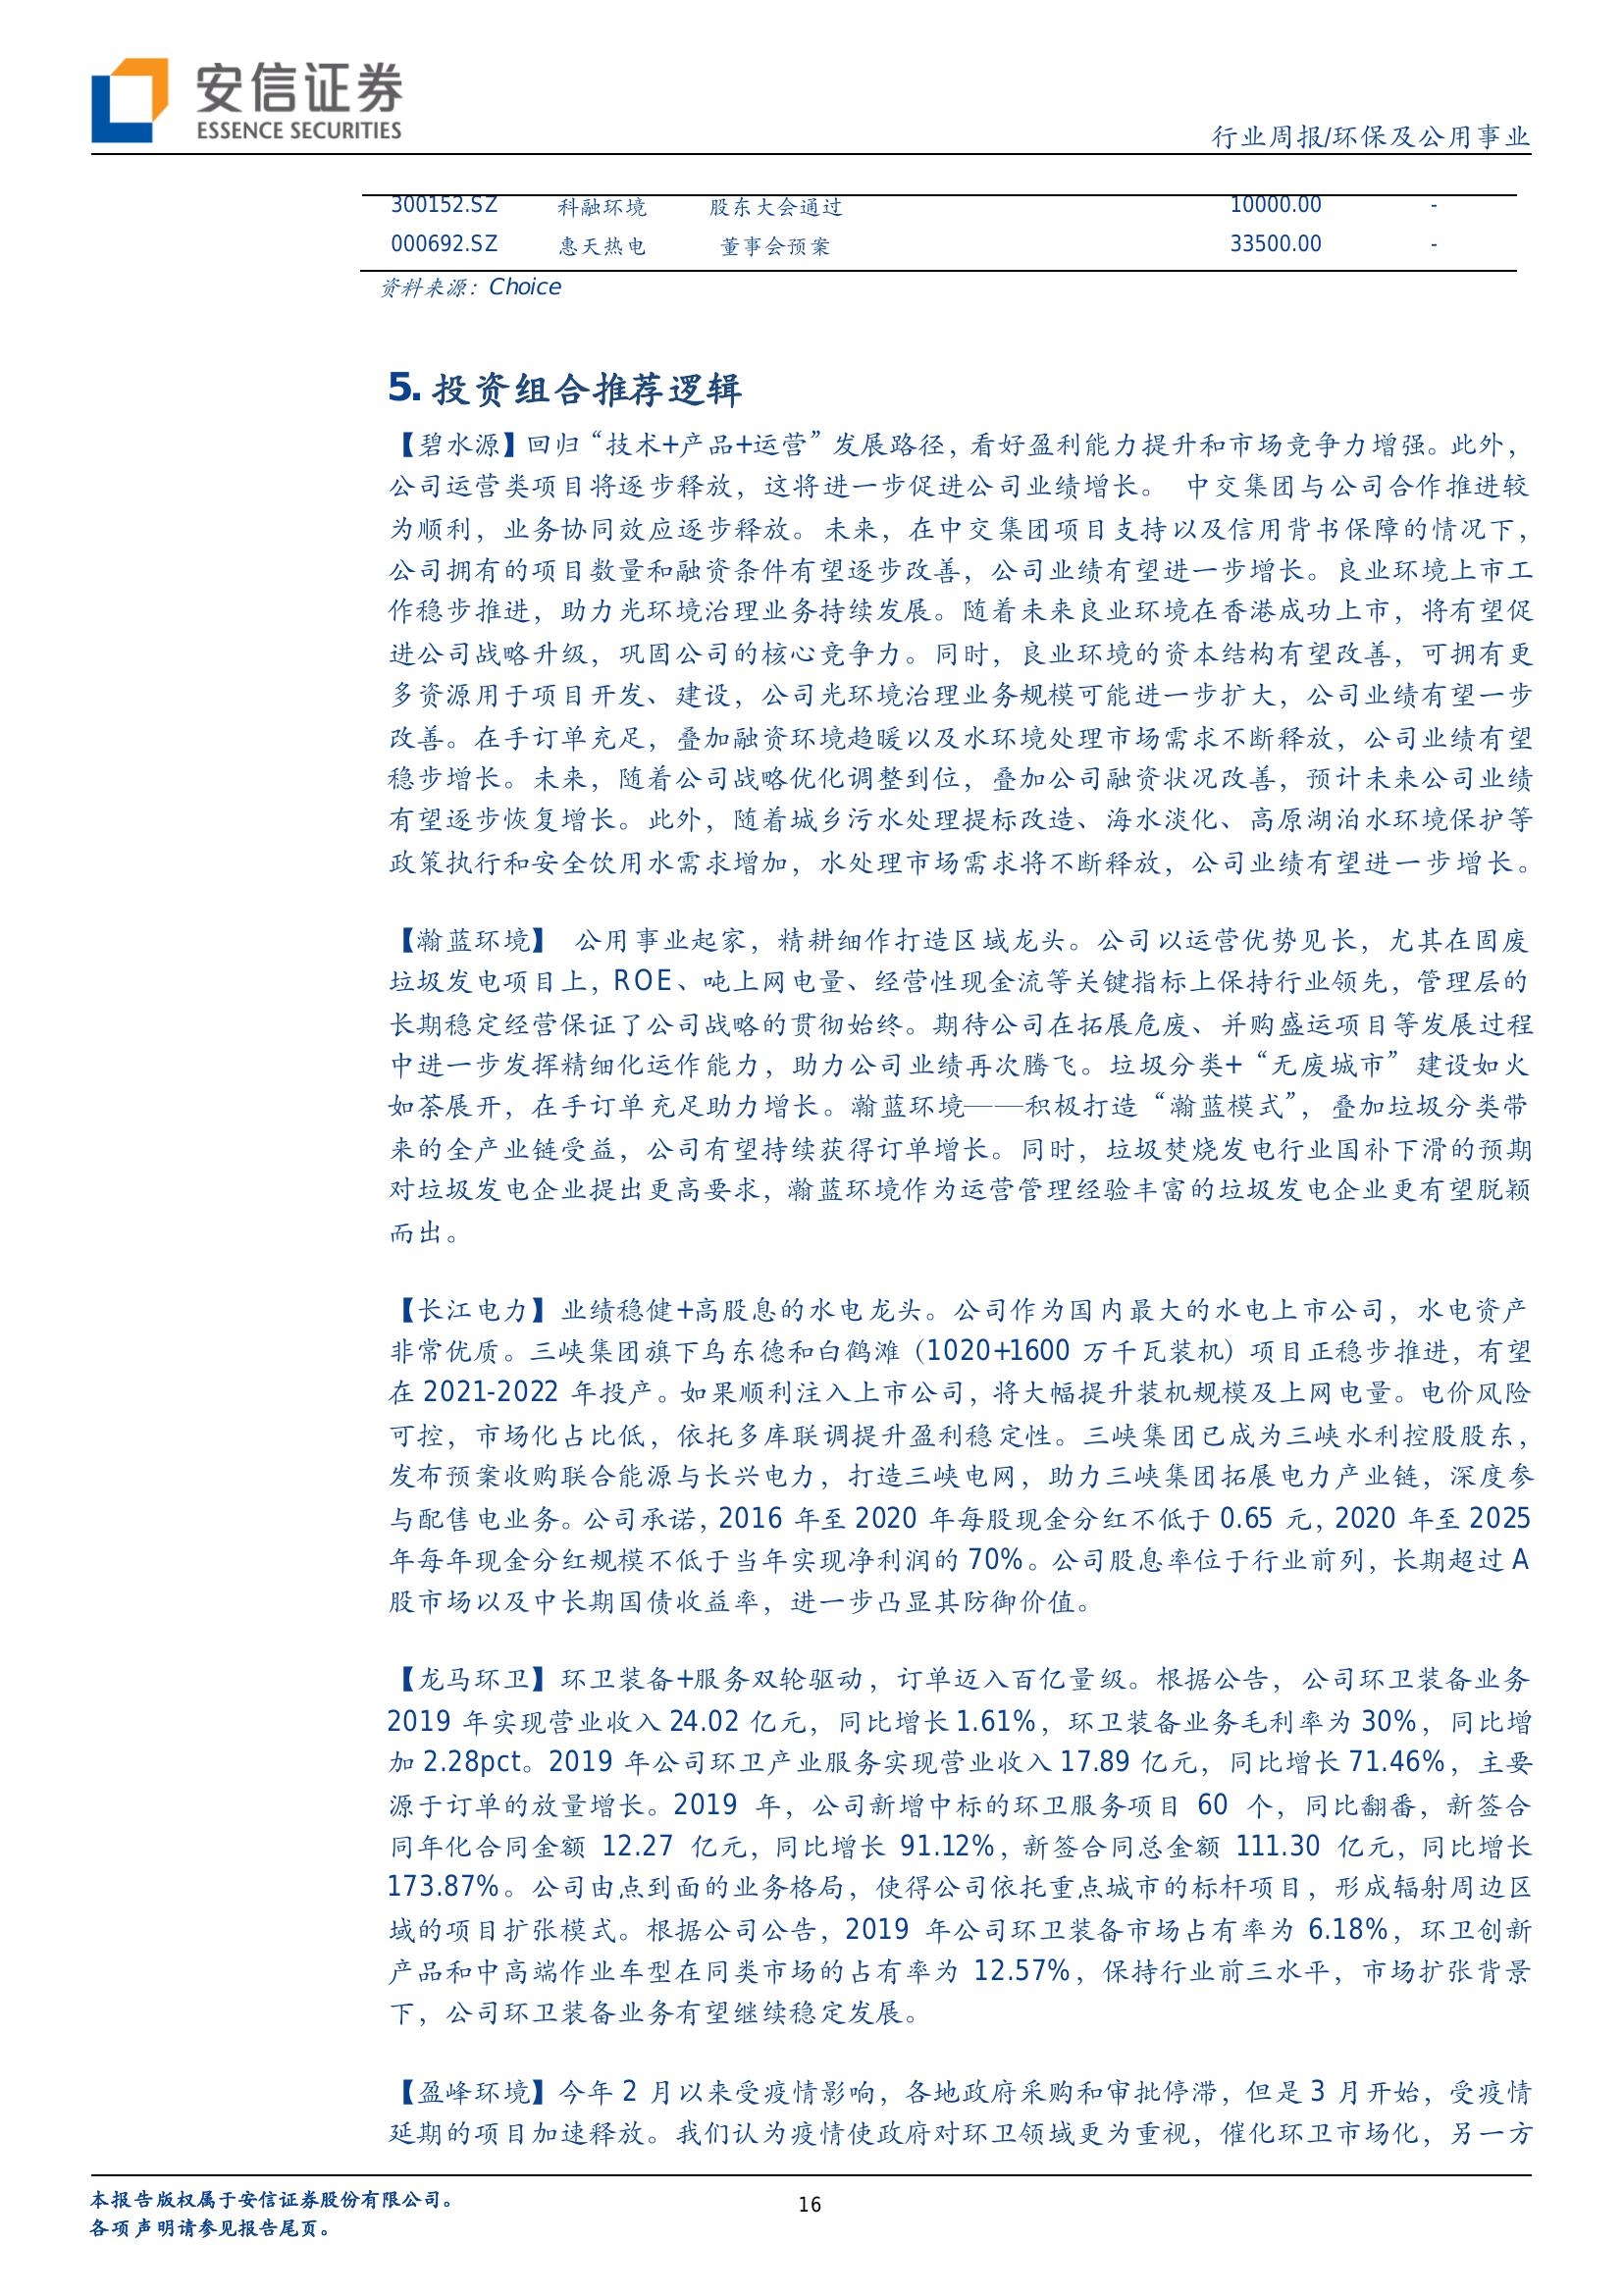 安信证券
ESSENCE SECURITIES
行业周报/环保及公用事业
300152.SZ 科融环境 股东大会通过 10000.00 -
000692.SZ 惠天热电 董事会预案 33500.00 -
资料来源：Choice
5. 投资组合推荐逻辑
【碧水源】回归“技术+产品+运营”发展路径，看好盈利能力提升和市场竞争力增强。此外，
公司运营类项目将逐步释放，这将进一步促进公司业绩增长。 中交集团与公司合作推进较
为顺利，业务协同效应逐步释放。未来，在中交集团项目支持以及信用背书保障的情况下，
公司拥有的项目数量和融资条件有望逐步改善，公司业绩有望进一步增长。良业环境上市工
作稳步推进，助力光环境治理业务持续发展。随着未来良业环境在香港成功上市，将有望促
进公司战略升级，巩固公司的核心竞争力。同时，良业环境的资本结构有望改善，可拥有更
多资源用于项目开发、建设，公司光环境治理业务规模可能进一步扩大，公司业绩有望一步
改善。在手订单充足，叠加融资环境趋暖以及水环境处理市场需求不断释放，公司业绩有望
稳步增长。未来，随着公司战略优化调整到位，叠加公司融资状况改善，预计未来公司业绩
有望逐步恢复增长。此外，随着城乡污水处理提标改造、海水淡化、高原湖泊水环境保护等
政策执行和安全饮用水需求增加，水处理市场需求将不断释放，公司业绩有望进一步增长。
【瀚蓝环境】 公用事业起家，精耕细作打造区域龙头。公司以运营优势见长，尤其在固废
垃圾发电项目上，ROE、吨上网电量、经营性现金流等关键指标上保持行业领先，管理层的
长期稳定经营保证了公司战略的贯彻始终。期待公司在拓展危废、并购盛运项目等发展过程
中进一步发挥精细化运作能力，助力公司业绩再次腾飞。垃圾分类+“无废城市”建设如火
如荼展开，在手订单充足助力增长。瀚蓝环境——积极打造“瀚蓝模式”，叠加垃圾分类带
来的全产业链受益，公司有望持续获得订单增长。同时，垃圾焚烧发电行业国补下滑的预期
对垃圾发电企业提出更高要求，瀚蓝环境作为运营管理经验丰富的垃圾发电企业更有望脱颖
而出。
【长江电力】业绩稳健+高股息的水电龙头。公司作为国内最大的水电上市公司，水电资产
非常优质。三峡集团旗下乌东德和白鹤滩（1020+1600 万千瓦装机）项目正稳步推进，有望
在 2021-2022 年投产。如果顺利注入上市公司，将大幅提升装机规模及上网电量。电价风险
可控，市场化占比低，依托多库联调提升盈利稳定性。三峡集团已成为三峡水利控股股东，
发布预案收购联合能源与长兴电力，打造三峡电网，助力三峡集团拓展电力产业链，深度参
与配售电业务。公司承诺，2016 年至 2020 年每股现金分红不低于 0.65 元，2020 年至 2025
年每年现金分红规模不低于当年实现净利润的 70%。公司股息率位于行业前列，长期超过 A
股市场以及中长期国债收益率，进一步凸显其防御价值。
【龙马环卫】环卫装备+服务双轮驱动，订单迈入百亿量级。根据公告，公司环卫装备业务
2019 年实现营业收入 24.02 亿元，同比增长 1.61%，环卫装备业务毛利率为 30%，同比增
加 2.28pct。2019 年公司环卫产业服务实现营业收入 17.89 亿元，同比增长 71.46%，主要
源于订单的放量增长。2019 年，公司新增中标的环卫服务项目 60 个，同比翻番，新签合
同年化合同金额 12.27 亿元，同比增长 91.12%，新签合同总金额 111.30 亿元，同比增长
173.87%。公司由点到面的业务格局，使得公司依托重点城市的标杆项目，形成辐射周边区
域的项目扩张模式。根据公司公告，2019 年公司环卫装备市场占有率为 6.18%，环卫创新
产品和中高端作业车型在同类市场的占有率为 12.57%，保持行业前三水平，市场扩张背景
下，公司环卫装备业务有望继续稳定发展。
【盈峰环境】今年 2 月以来受疫情影响，各地政府采购和审批停滞，但是 3 月开始，受疫情
延期的项目加速释放。我们认为疫情使政府对环卫领域更为重视，催化环卫市场化，另一方
本报告版权属于安信证券股份有限公司。
各项声明请参见报告尾页。
16